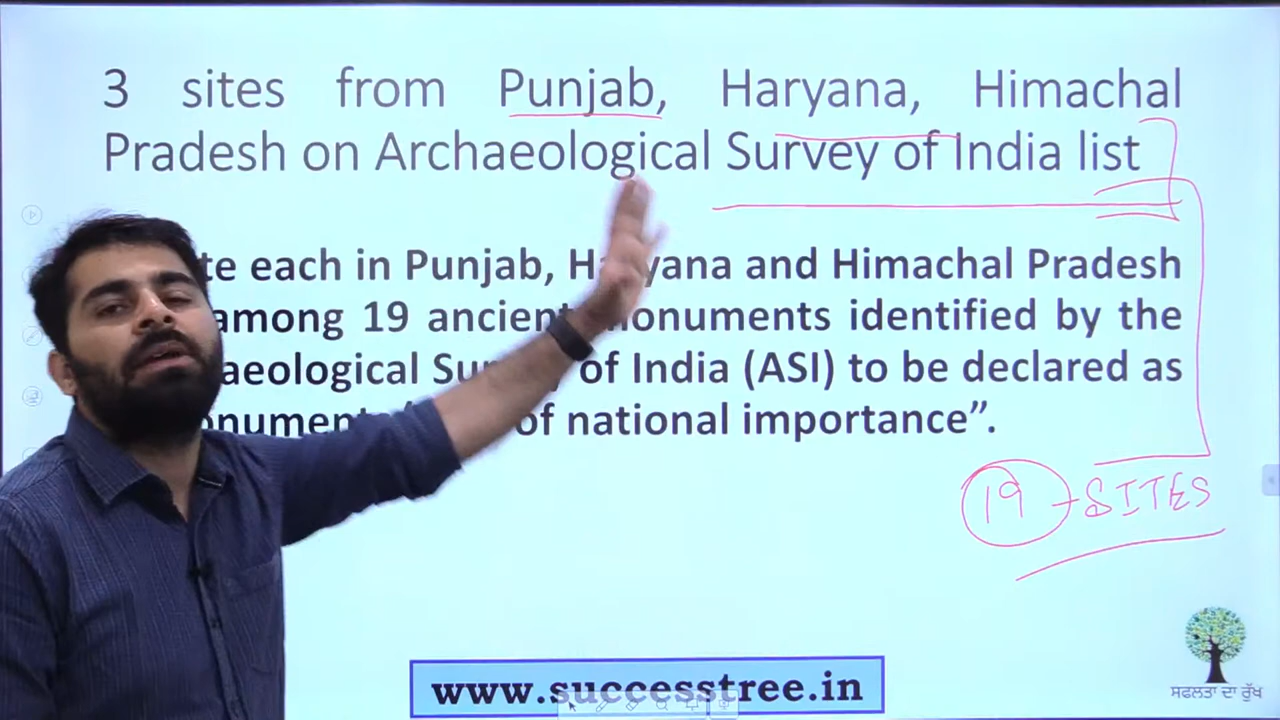 3 sites from Punjab, Haryana, Himachal
Pradesh on Archaeological Survey of India list
te each in Punjab, H yana and Himachal Pradesh
among 19 ancient monuments identified by the
aeological Su of India (ASI) to be declared as
onument of national importance”.
19 - SITES
www.successtree.in
ਸਫਲਤਾ ਦਾ ਰੁੱਖ